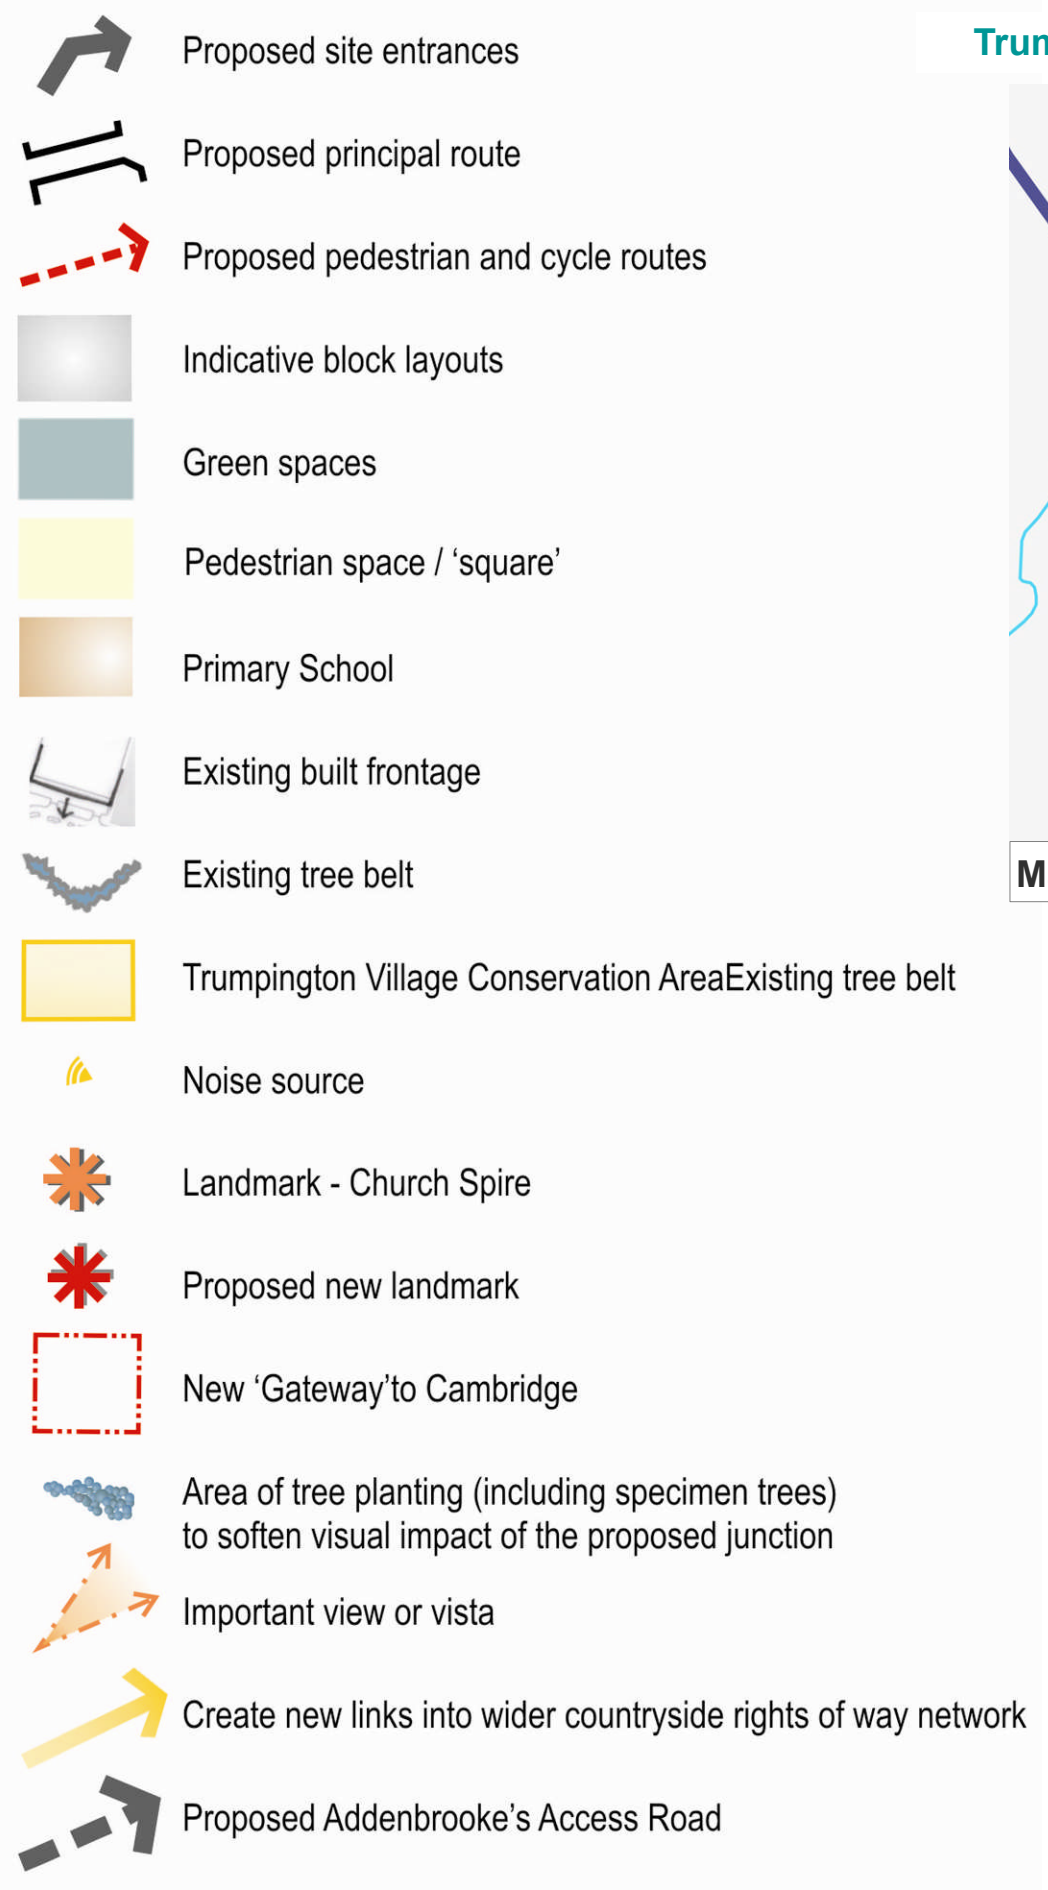 Proposed site entrances
Proposed principal route
Proposed pedestrian and cycle routes
Indicative block layouts
Green spaces
Pedestrian space / ‘square’
Primary School
Existing built frontage
Existing tree belt
Trumpington Village Conservation AreaExisting tree belt
Noise source
Landmark - Church Spire
Proposed new landmark
New ‘Gateway’to Cambridge
Area of tree planting (including specimen trees)
to soften visual impact of the proposed junction
Important view or vista
Create new links into wider countryside rights of way network
Proposed Addenbrooke’s Access Road